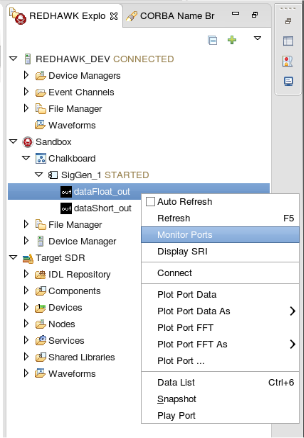 REDHAWK Explo
CORBA Name Br
REDHAWK_DEV CONNECTED
Device Managers
Event Channels
File Manager
Waveforms
Sandbox
Chalkboard
SigGen_1 STARTED
out dataFloat_out
out dataShort_out
File Manager
Device Manager
Target SDR
IDL Repository
Components
Devices
Nodes
Services
Shared Libraries
Waveforms
Auto Refresh
Refresh F5
Monitor Ports
Display SRI
Connect
Plot Port Data
Plot Port Data As
Plot Port FFT
Plot Port FFT As
Plot Port ...
Data List Ctrl+6
Snapshot
Play Port